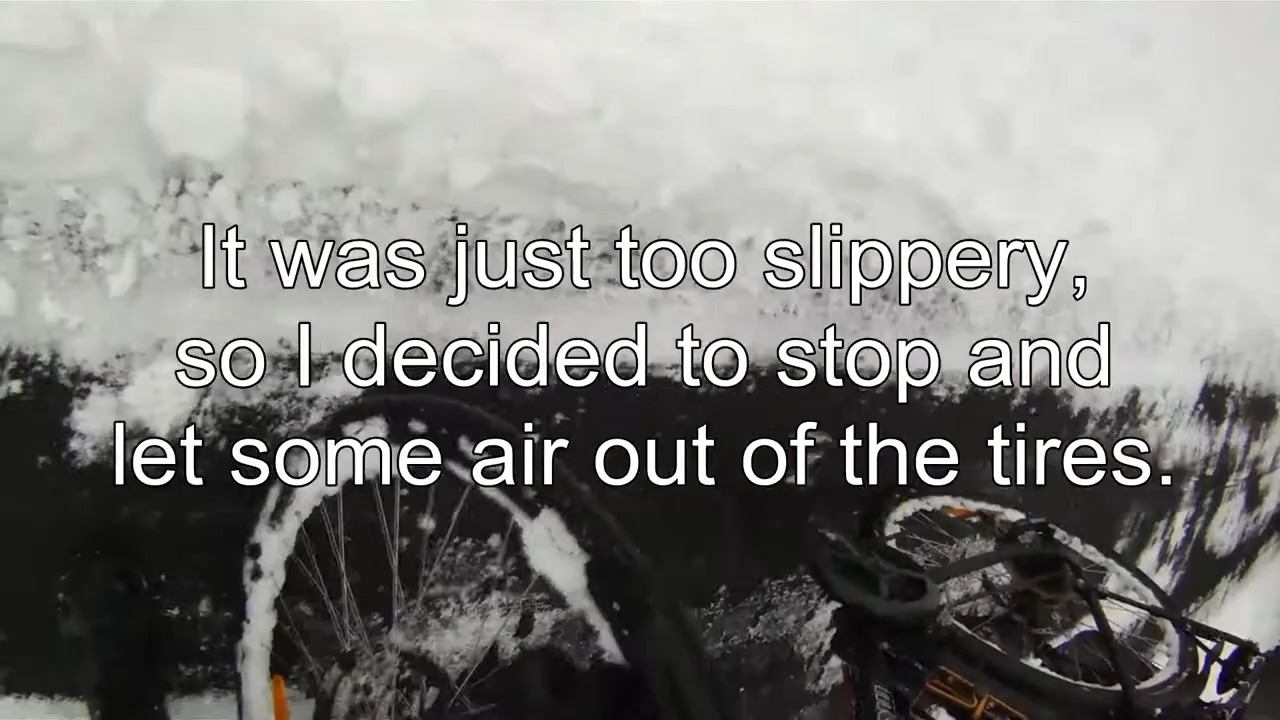 It was just too slippery,
so I decided to stop and
let some air out of the tires.